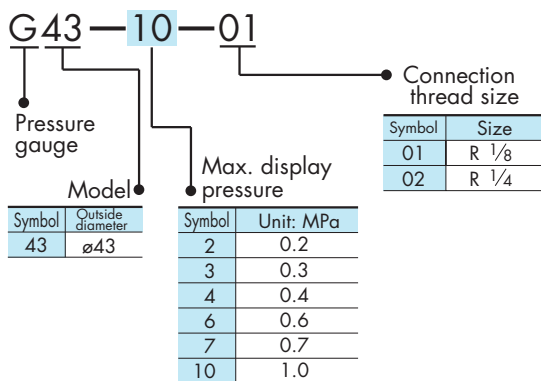 G43 — 10 — 01
Connection
thread size
Symbol Size
01 R 1/8
02 R 1/4
Pressure
gauge
Model
Symbol Outside
diameter
43 ø43
Max. display
pressure
Symbol Unit: MPa
2 0.2
3 0.3
4 0.4
6 0.6
7 0.7
10 1.0